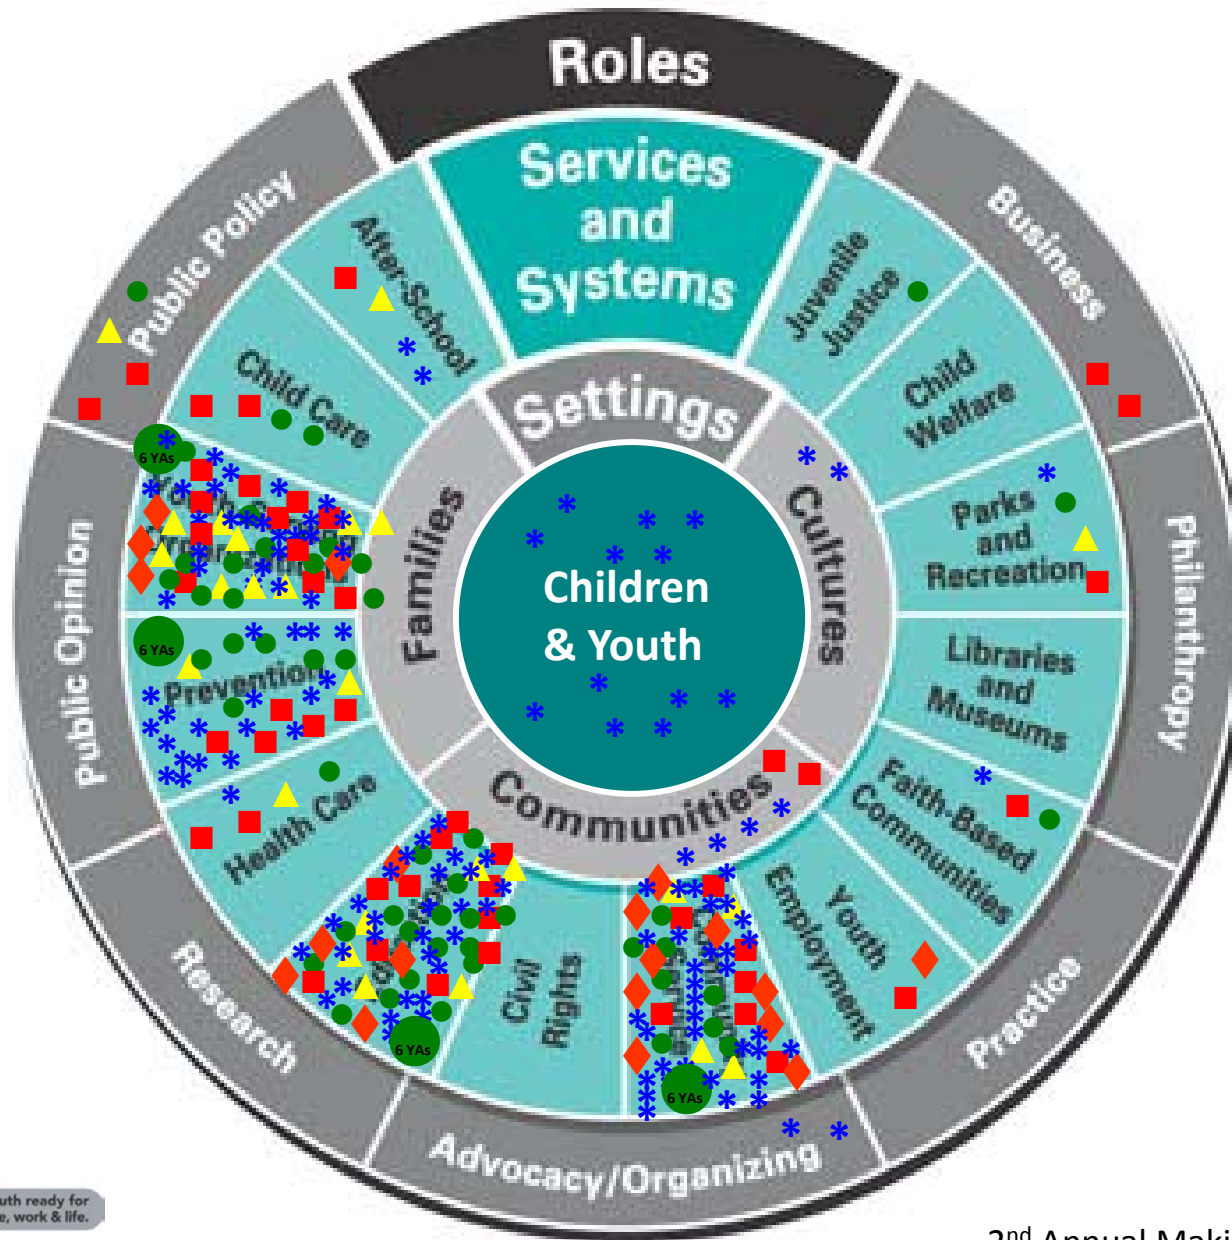 Roles
Services
and
Systems
Settings
Children
& Youth
Families
Cultures
Communities
Public Policy
Business
Philanthropy
Practice
Advocacy/Organizing
Research
Public Opinion
After-School
Child Care
6 YAs
6 YAs
Prevention
Health Care
6 YAs
Civil
Rights
6 YAs
Youth
Employment
Faith-Based
Communities
Libraries
and
Museums
Parks
and
Recreation
Child
Welfare
Juvenile
Justice
uth ready for
e, work & life.
2nd Annual Maki